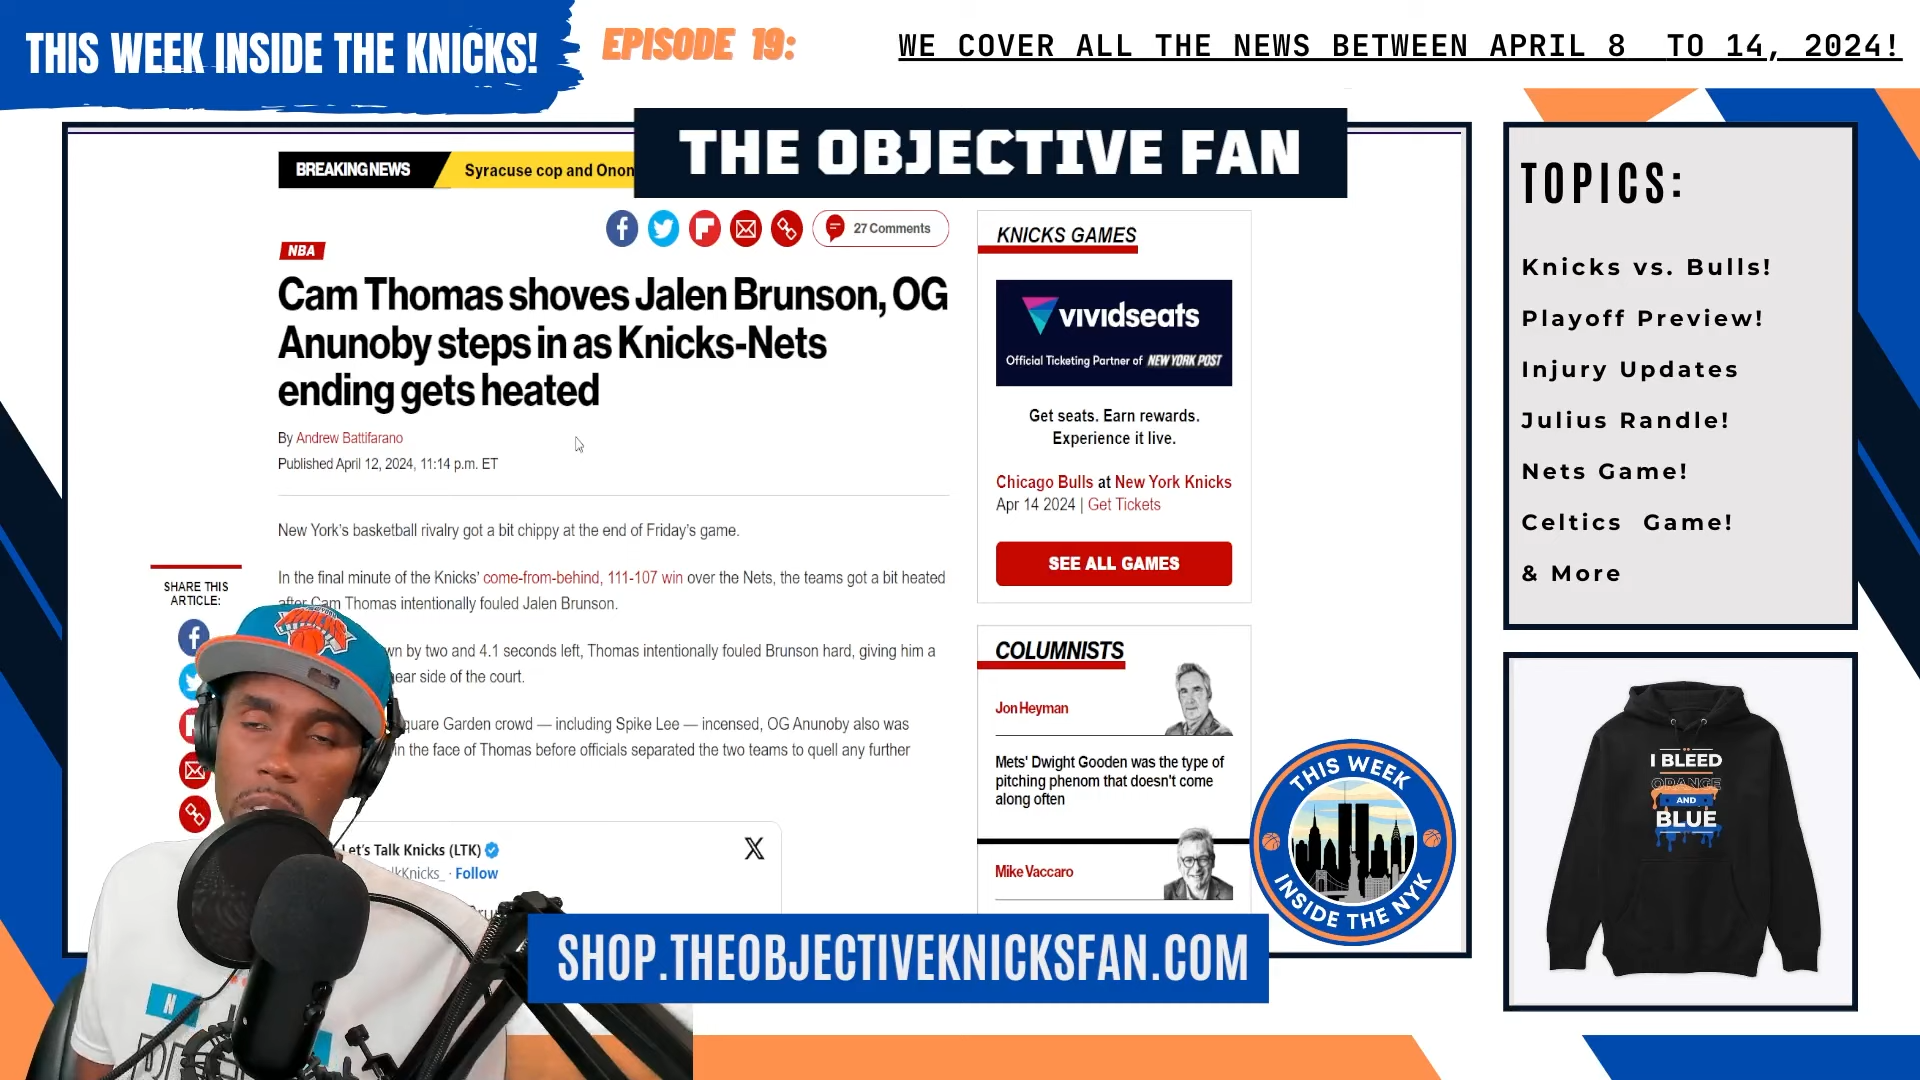 THIS WEEK INSIDE THE KNICKS!
EPISODE 19:
WE COVER ALL THE NEWS BETWEEN APRIL 8 TO 14, 2024!
THE OBJECTIVE FAN
BREAKING NEWS
Syracuse cop and Onon
27 Comments
NBA
Cam Thomas shoves Jalen Brunson, OG
Anunoby steps in as Knicks-Nets
ending gets heated
By Andrew Battifarano
Published April 12, 2024, 11:14 p.m. ET
New York's basketball rivalry got a bit chippy at the end of Friday's game.
In the final minute of the Knicks' come-from-behind, 111-107 win over the Nets, the teams got a bit heated
after Cam Thomas intentionally fouled Jalen Brunson.
wn by two and 4.1 seconds left, Thomas intentionally fouled Brunson hard, giving him a
near side of the court.
quare Garden crowd — including Spike Lee — incensed, OG Anunoby also was
in the face of Thomas before officials separated the two teams to quell any further
SHARE THIS
ARTICLE:
Let's Talk Knicks (LTK)
lkKnicks_ · Follow
KNICKS GAMES
vividseats
Official Ticketing Partner of NEW YORK POST
Get seats. Earn rewards.
Experience it live.
Chicago Bulls at New York Knicks
Apr 14 2024 | Get Tickets
SEE ALL GAMES
COLUMNISTS
Jon Heyman
Mets' Dwight Gooden was the type of
pitching phenom that doesn't come
along often
Mike Vaccaro
THIS WEEK
INSIDE THE NYK
SHOP.THEOBJECTIVEKNICKSFAN.COM
TOPICS:
Knicks vs. Bulls!
Playoff Preview!
Injury Updates
Julius Randle!
Nets Game!
Celtics Game!
& More
I BLEED
ORANGE
AND
BLUE